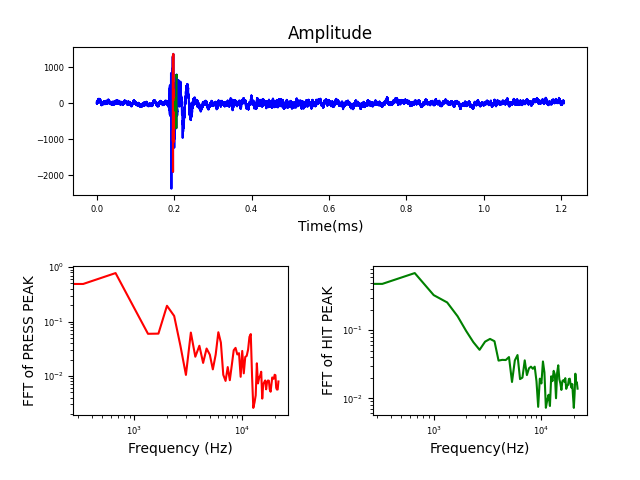 Amplitude
1000
0
−1000
−2000
0.0 0.2 0.4 0.6 0.8 1.0 1.2
Time(ms)
FFT of PRESS PEAK
10⁰
10⁻¹
10⁻²
10³ 10⁴
Frequency (Hz)
FFT of HIT PEAK
10⁻¹
10⁻²
10³ 10⁴
Frequency(Hz)